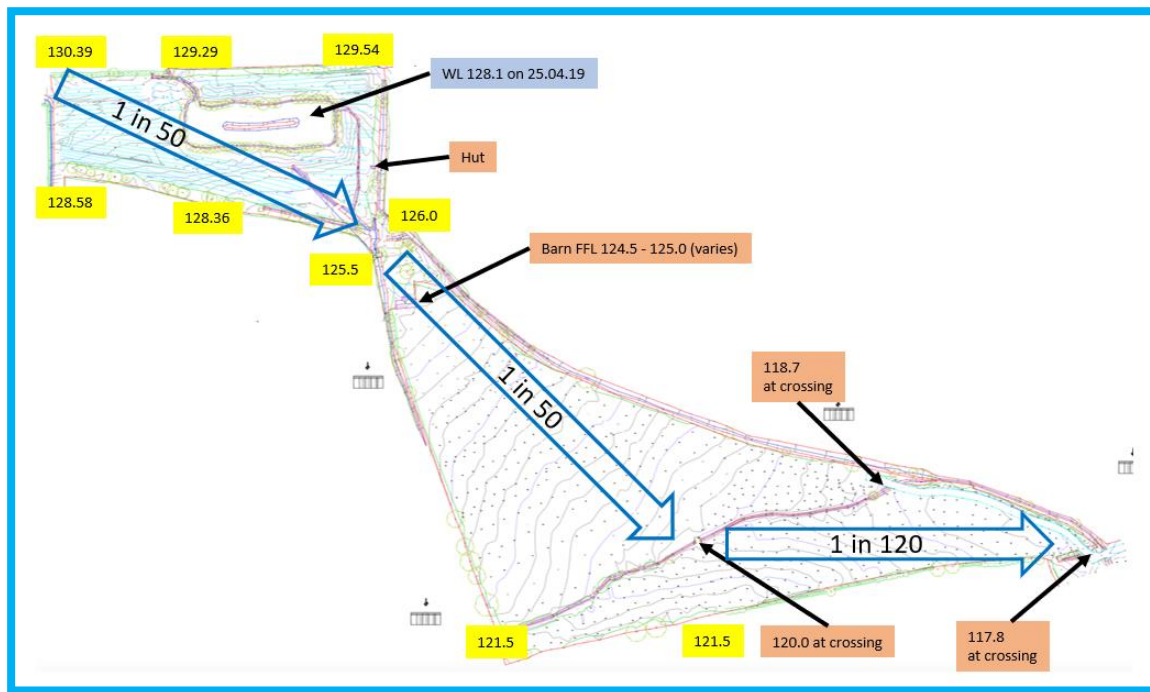 130.39
129.29
129.54
WL 128.1 on 25.04.19
1 in 50
Hut
128.58
128.36
126.0
125.5
Barn FFL 124.5 - 125.0 (varies)
1 in 50
118.7
at crossing
1 in 120
121.5
121.5
120.0 at crossing
117.8
at crossing